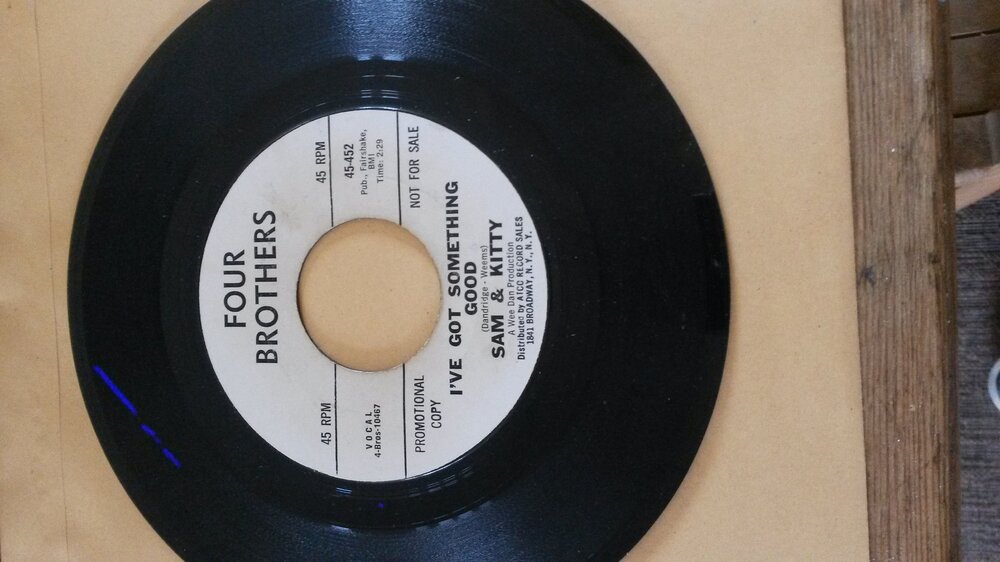 FOUR
BROTHERS
45 RPM
45 RPM
VOCAL
4-Bros-10467
45-452
Pub., Fairshake,
BMI
Time: 2:29
PROMOTIONAL
COPY
NOT FOR SALE
I'VE GOT SOMETHING
GOOD
(Dandridge - Weems)
SAM & KITTY
A Wee Dan Production
Distributed by ATCO RECORD SALES
1841 BROADWAY, N.Y., N.Y.